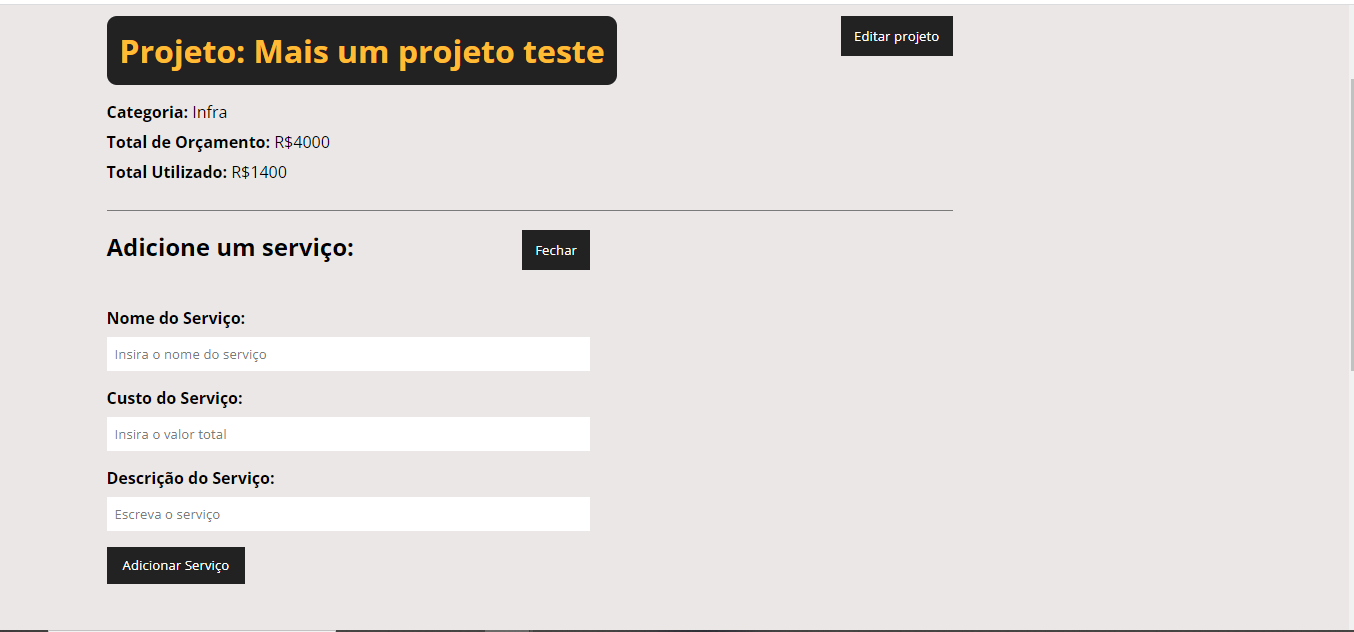 Projeto: Mais um projeto teste
Editar projeto
Categoria: Infra
Total de Orçamento: R$4000
Total Utilizado: R$1400
Adicione um serviço:
Fechar
Nome do Serviço:
Insira o nome do serviço
Custo do Serviço:
Insira o valor total
Descrição do Serviço:
Escreva o serviço
Adicionar Serviço